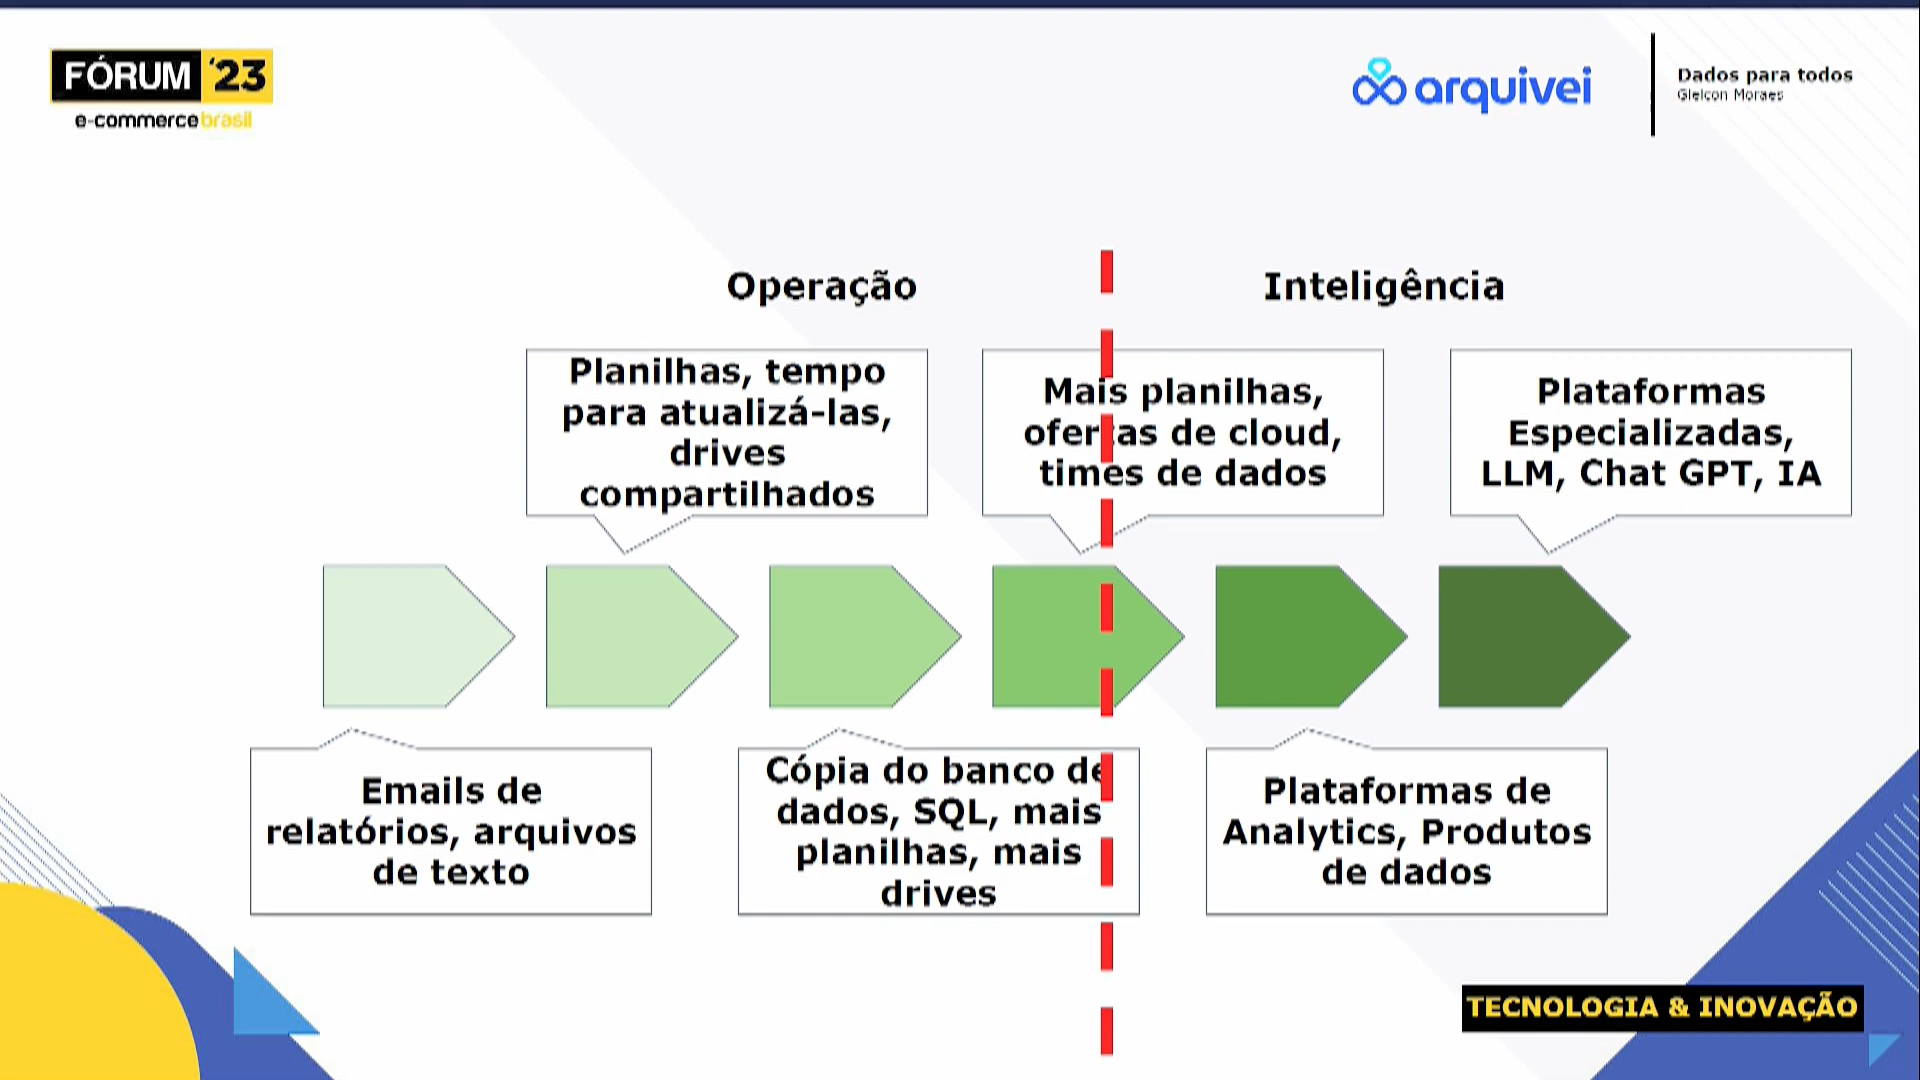 FÓRUM '23
e-commercebrasil
arquivei
Dados para todos
Gleicon Moraes
Operação
Inteligência
Planilhas, tempo
para atualizá-las,
drives
compartilhados
Mais planilhas,
ofertas de cloud,
times de dados
Plataformas
Especializadas,
LLM, Chat GPT, IA
Emails de
relatórios, arquivos
de texto
Cópia do banco de
dados, SQL, mais
planilhas, mais
drives
Plataformas de
Analytics, Produtos
de dados
TECNOLOGIA & INOVAÇÃO